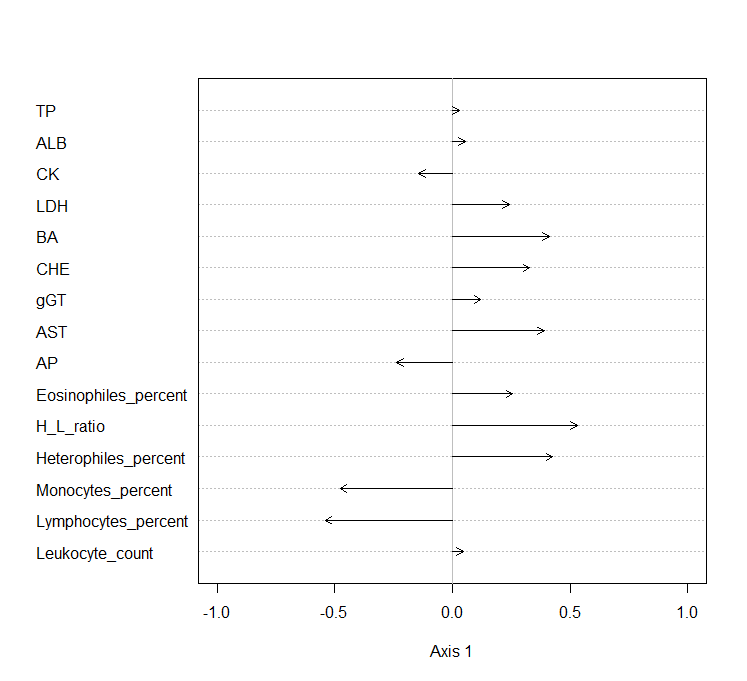 TP
ALB
CK
LDH
BA
CHE
gGT
AST
AP
Eosinophiles_percent
H_L_ratio
Heterophiles_percent
Monocytes_percent
Lymphocytes_percent
Leukocyte_count
-1.0 -0.5 0.0 0.5 1.0
Axis 1